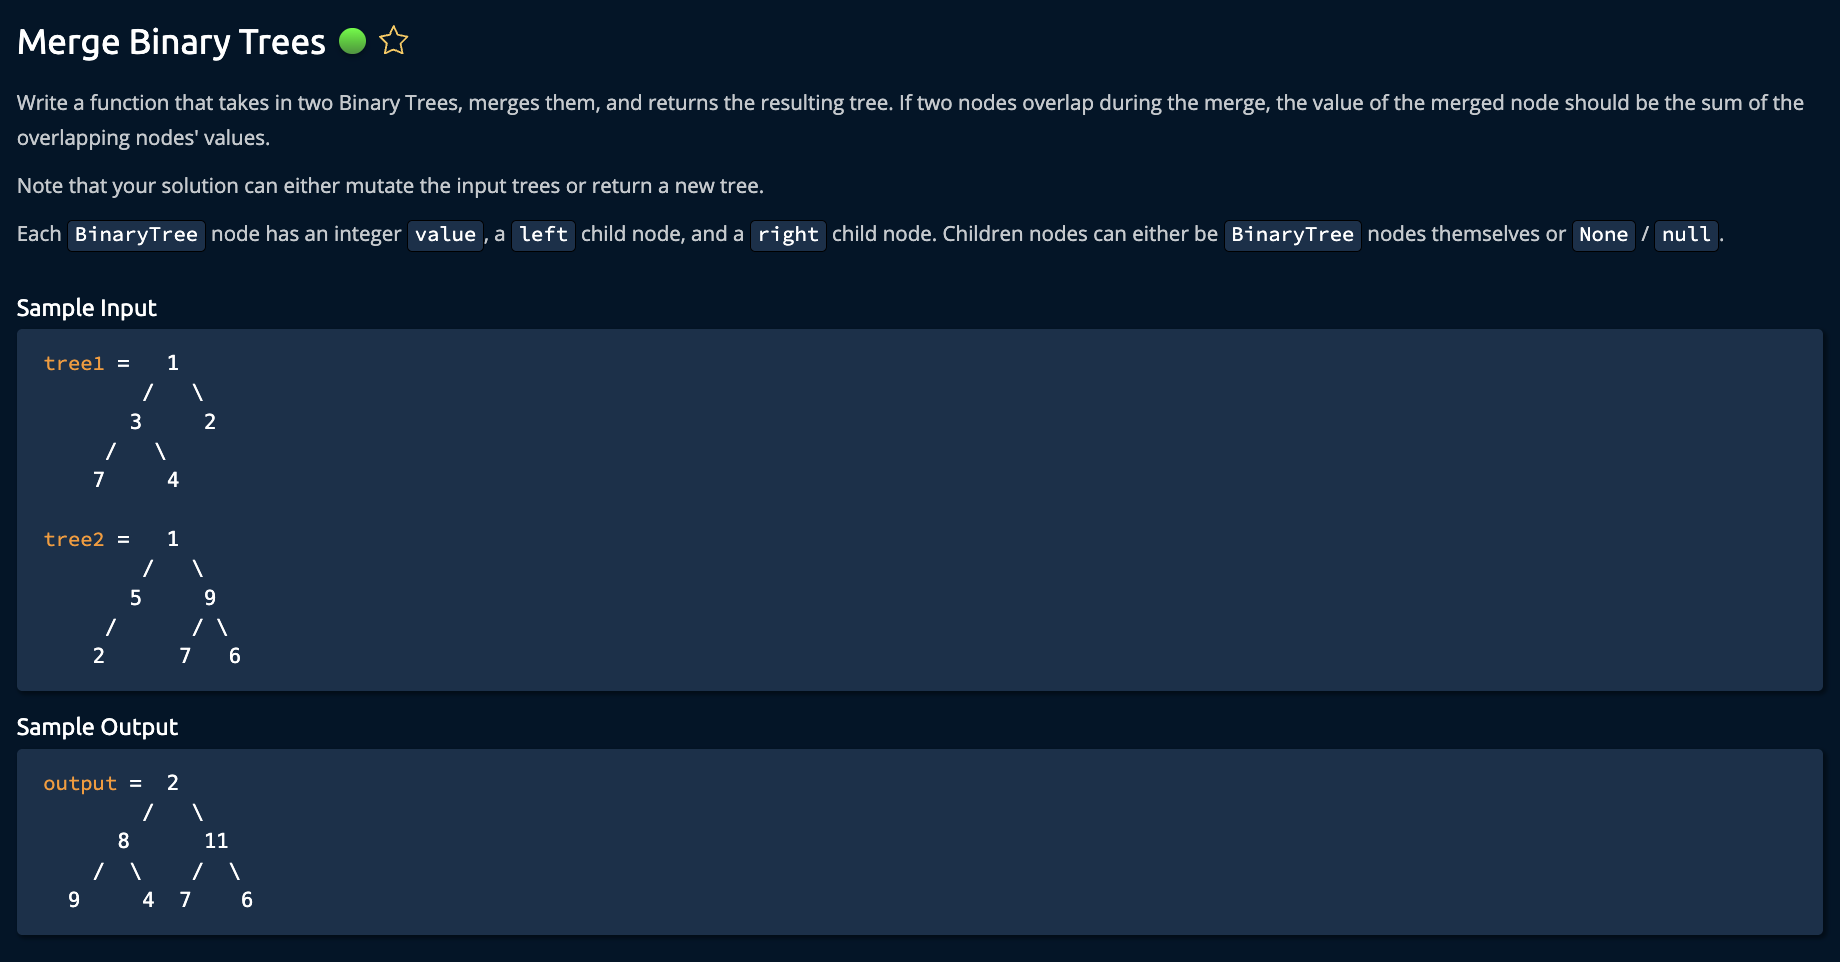 Merge Binary Trees
Write a function that takes in two Binary Trees, merges them, and returns the resulting tree. If two nodes overlap during the merge, the value of the merged node should be the sum of the
overlapping nodes' values.
Note that your solution can either mutate the input trees or return a new tree.
Each BinaryTree node has an integer value, a left child node, and a right child node. Children nodes can either be BinaryTree nodes themselves or None / null.
Sample Input
tree1 =   1
        /   \
       3     2
     /   \
    7     4
tree2 =   1
        /   \
       5     9
     /      / \
    2      7   6
Sample Output
output =  2
        /   \
      8      11
    /  \    /  \
  9     4  7    6